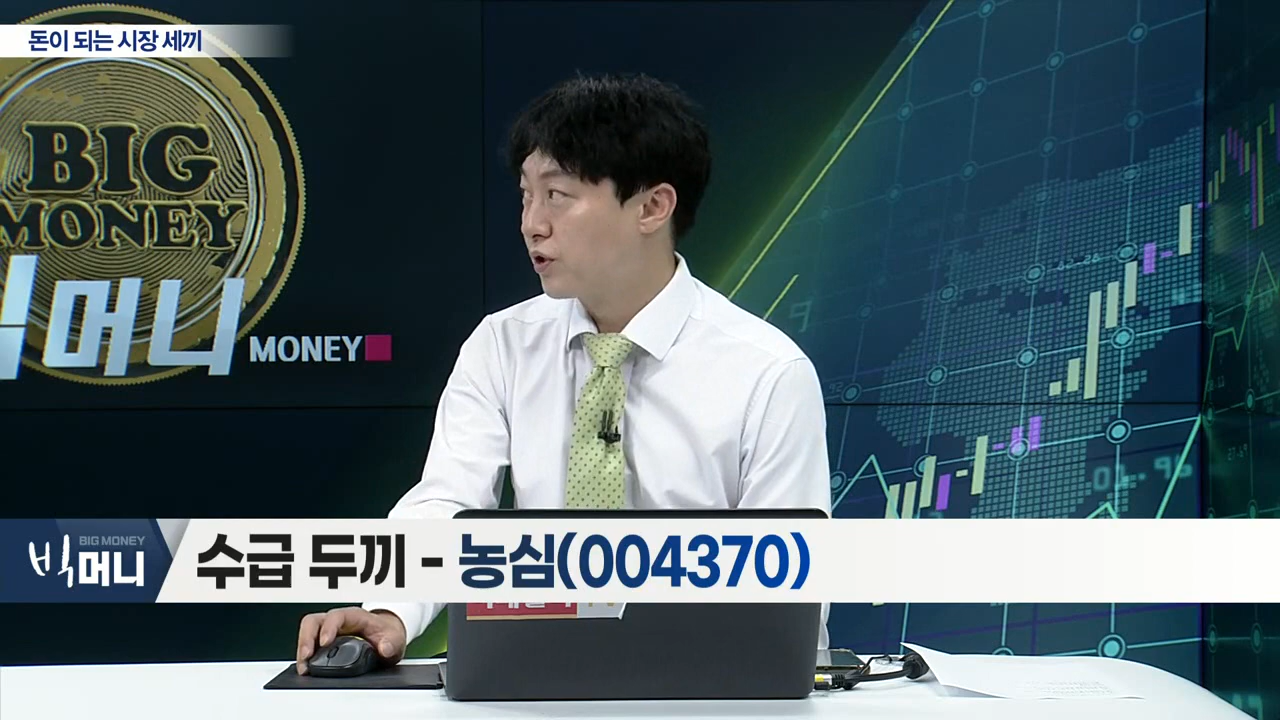 돈이 되는 시장 세끼
BIG
MONEY
머니 MONEY
BIG MONEY
빅머니
수급 두끼 - 농심(004370)